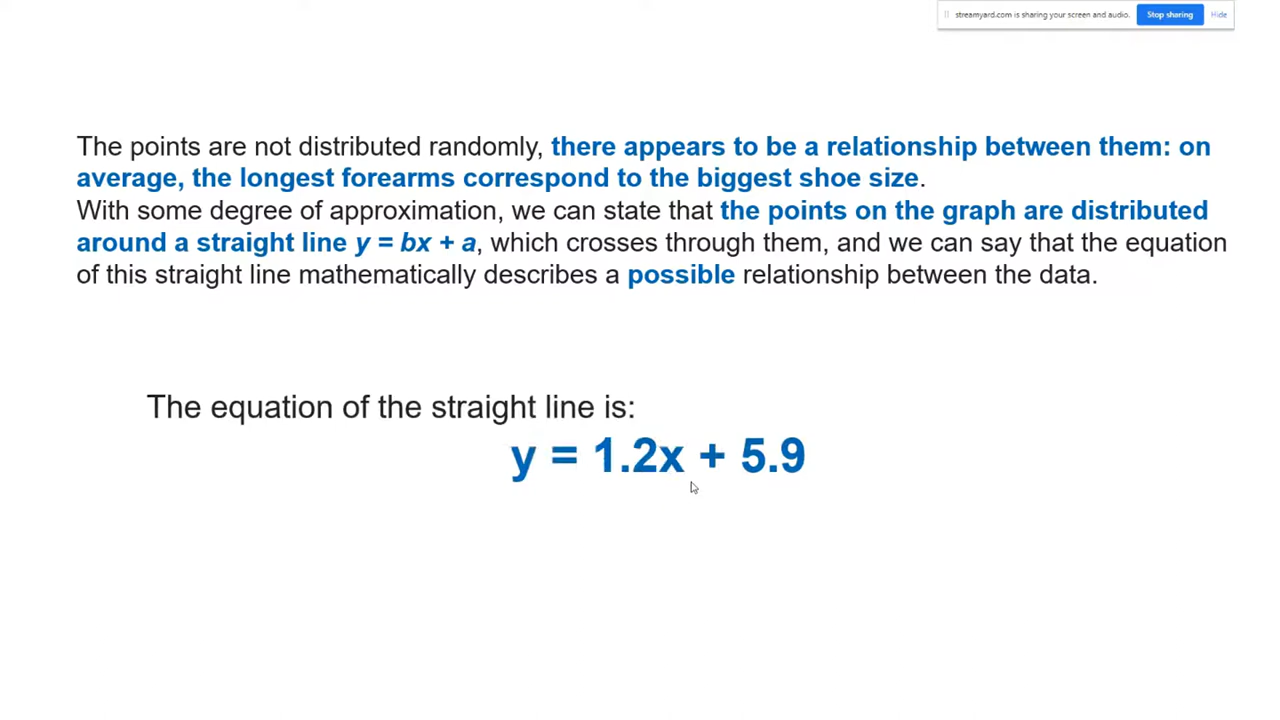 streamyard.com is sharing your screen and audio. Stop sharing Hide
The points are not distributed randomly, there appears to be a relationship between them: on
average, the longest forearms correspond to the biggest shoe size.
With some degree of approximation, we can state that the points on the graph are distributed
around a straight line y = bx + a, which crosses through them, and we can say that the equation
of this straight line mathematically describes a possible relationship between the data.
The equation of the straight line is:
y = 1.2x + 5.9